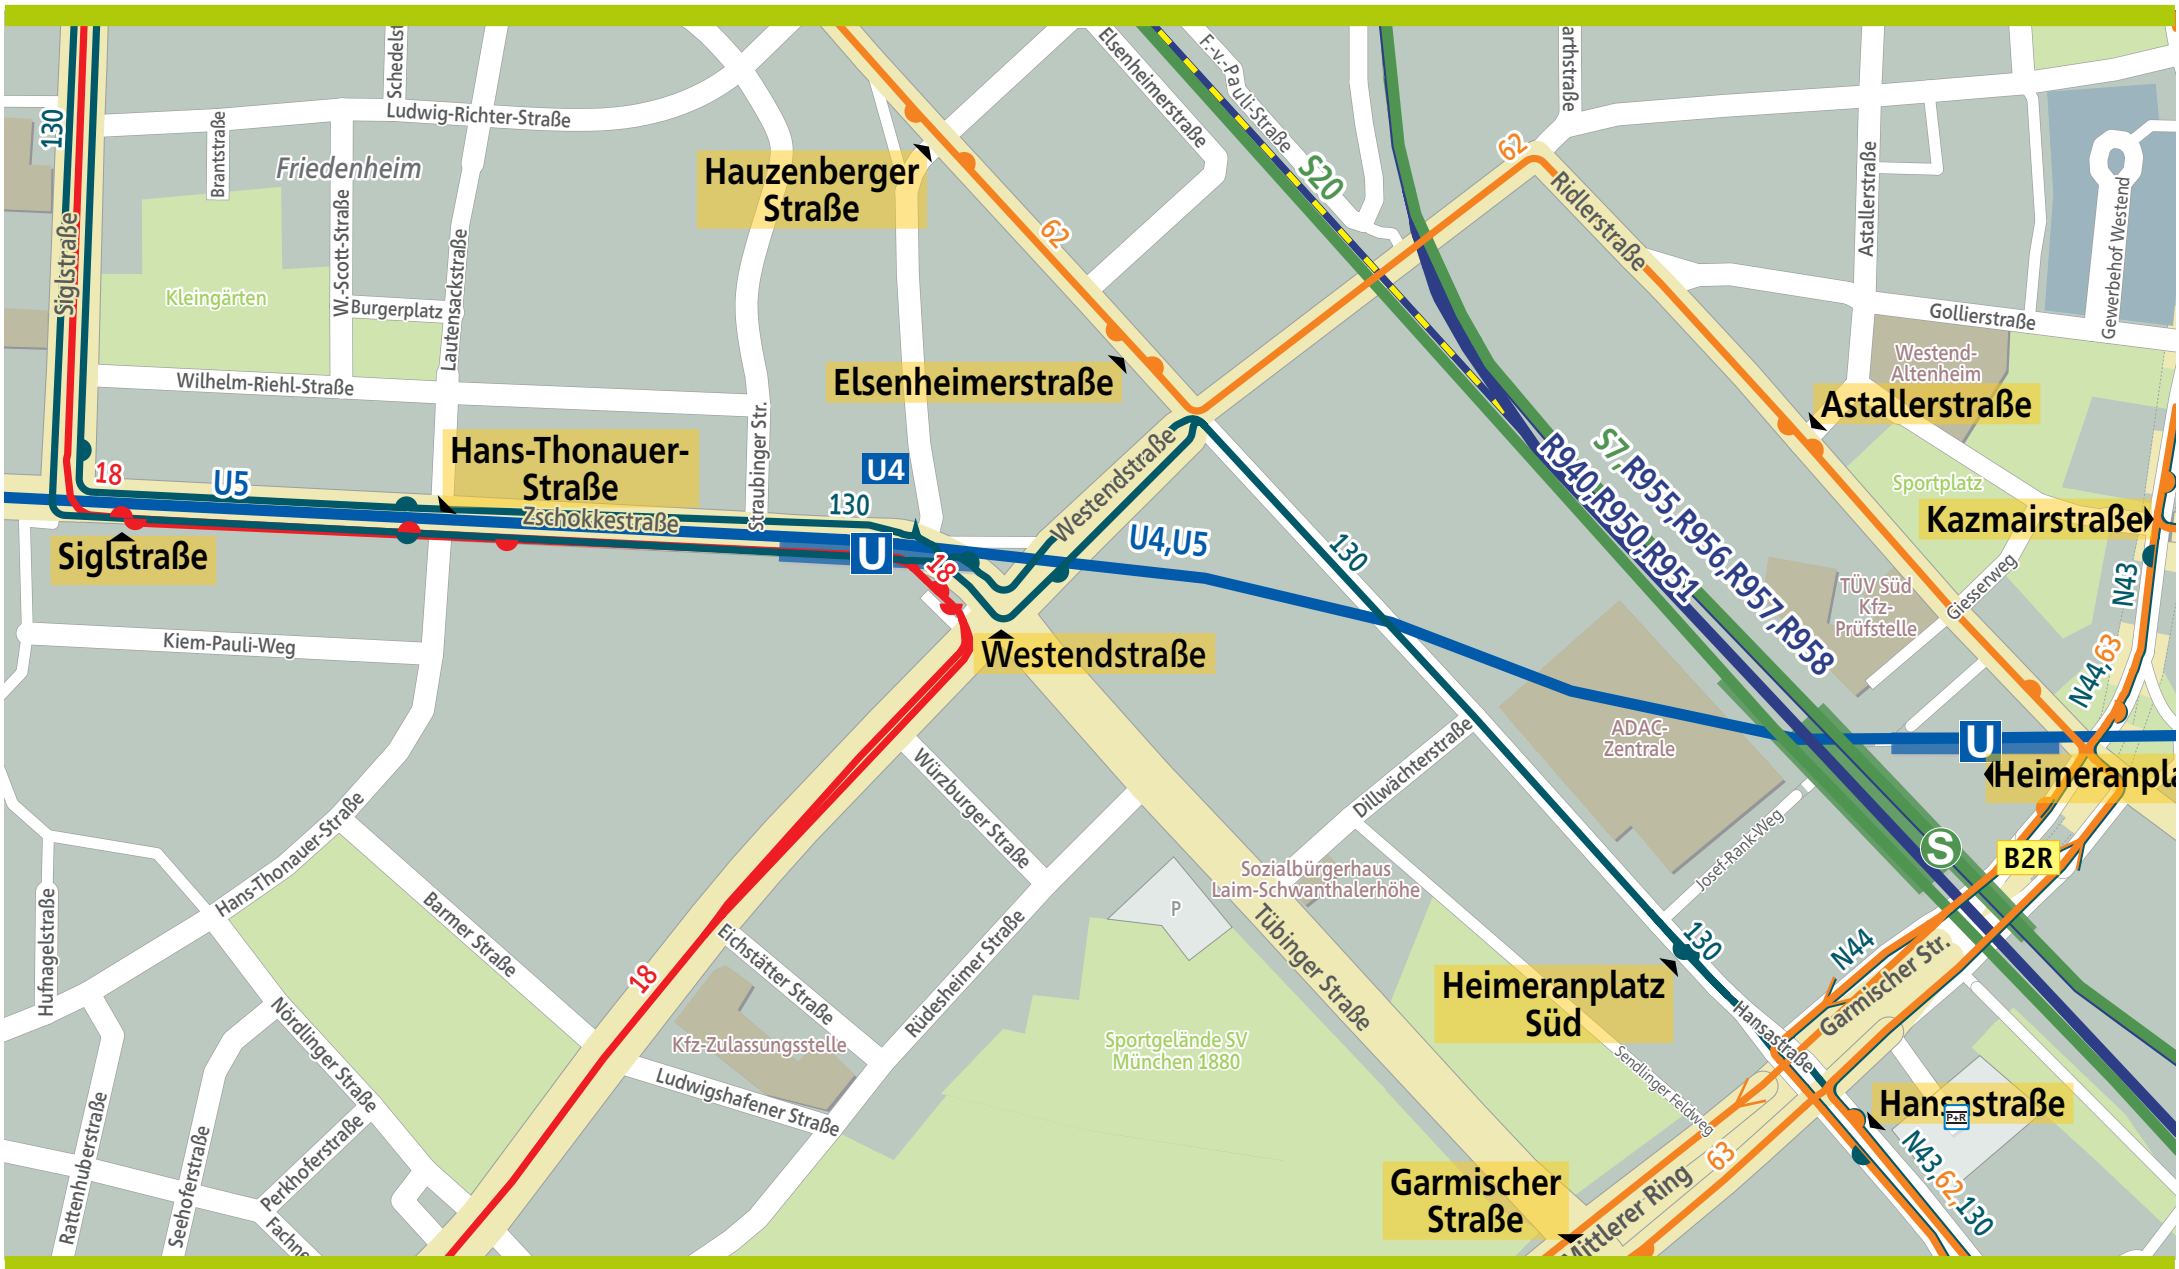 130
Schedelst
Ludwig-Richter-Straße
Brantstraße
Friedenheim
W.-Scott-Straße
Siglstraße
Kleingärten
Burgerplatz
Lautensackstraße
Wilhelm-Riehl-Straße
Hauzenberger
Straße
62
Elsenheimerstraße
F.-v.-Pauli-Straße
S20
62
arthstraße
Ridlerstraße
Astallerstraße
Gewerbehof Westend
Gollierstraße
Westend-
Altenheim
Astallerstraße
Elsenheimerstraße
Hans-Thonauer-
Straße
Straubinger Str.
U4
18
U5
130
Zschokkestraße
U
18
Siglstraße
Westendstraße
U4,U5
130
S7,R955,R956,R957,R958
R940,R950,R951
Sportplatz
Kazmairstraße
N43
TÜV Süd
Kfz-
Prüfstelle
Giesserweg
N44,63
Kiem-Pauli-Weg
Westendstraße
ADAC-
Zentrale
U
Heimeranpla
Dillwächterstraße
Josef-Rank-Weg
S
B2R
Würzburger Straße
Hans-Thonauer-Straße
Hufnagelstraße
Barmer Straße
Sozialbürgerhaus
Laim-Schwanthalerhöhe
P
Tübinger Straße
130
N44
Garmischer Str.
18
Eichstätter Straße
Rüdesheimer Straße
Heimeranplatz
Süd
Hansastraße
Nördlinger Straße
Kfz-Zulassungsstelle
Sportgelände SV
München 1880
Sendlinger Feldweg
Ludwigshafener Straße
Hansastraße
P+R
Rattenhuberstraße
Seehoferstraße
Perkhoferstraße
Fachne
63
Garmischer
Straße
Mittlerer Ring
N43,62,130